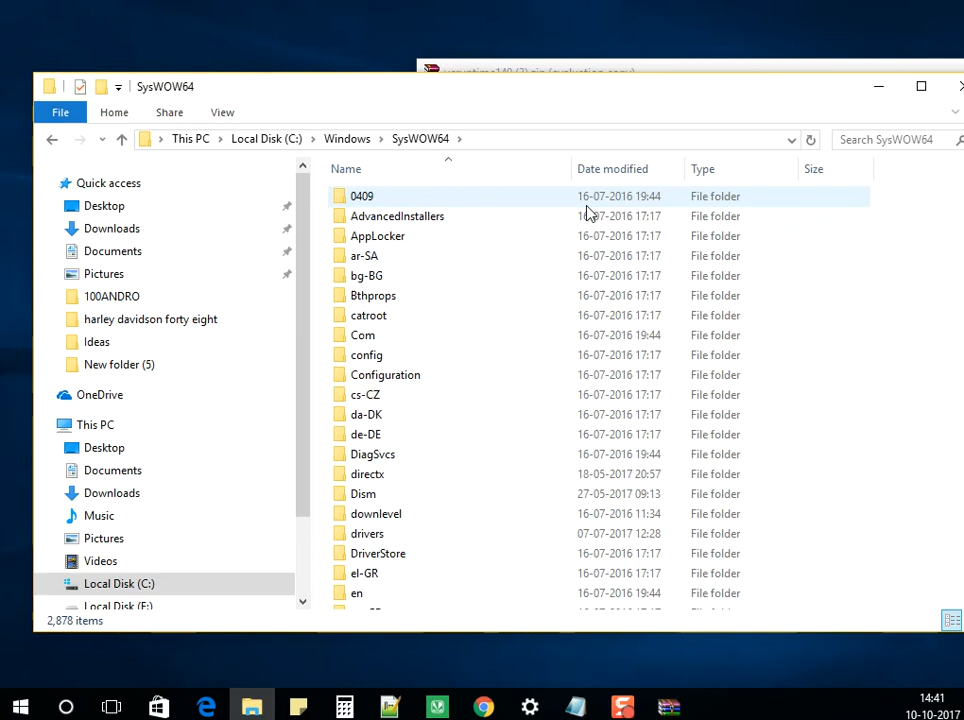 vcruntime140 (3).zip (evaluation copy)
SysWOW64
File Home Share View
This PC Local Disk (C:) Windows SysWOW64 Search SysWOW64
Name Date modified Type Size
Quick access
Desktop
Downloads
Documents
Pictures
100ANDRO
harley davidson forty eight
Ideas
New folder (5)
OneDrive
This PC
Desktop
Documents
Downloads
Music
Pictures
Videos
Local Disk (C:)
Local Disk (F:)
0409 16-07-2016 19:44 File folder
AdvancedInstallers 16-07-2016 17:17 File folder
AppLocker 16-07-2016 17:17 File folder
ar-SA 16-07-2016 17:17 File folder
bg-BG 16-07-2016 17:17 File folder
Bthprops 16-07-2016 17:17 File folder
catroot 16-07-2016 17:17 File folder
Com 16-07-2016 19:44 File folder
config 16-07-2016 17:17 File folder
Configuration 16-07-2016 17:17 File folder
cs-CZ 16-07-2016 17:17 File folder
da-DK 16-07-2016 17:17 File folder
de-DE 16-07-2016 17:17 File folder
DiagSvcs 16-07-2016 19:44 File folder
directx 18-05-2017 20:57 File folder
Dism 27-05-2017 09:13 File folder
downlevel 16-07-2016 11:34 File folder
drivers 07-07-2017 12:28 File folder
DriverStore 16-07-2016 17:17 File folder
el-GR 16-07-2016 17:17 File folder
en 16-07-2016 19:44 File folder
2,878 items
14:41
10-10-2017